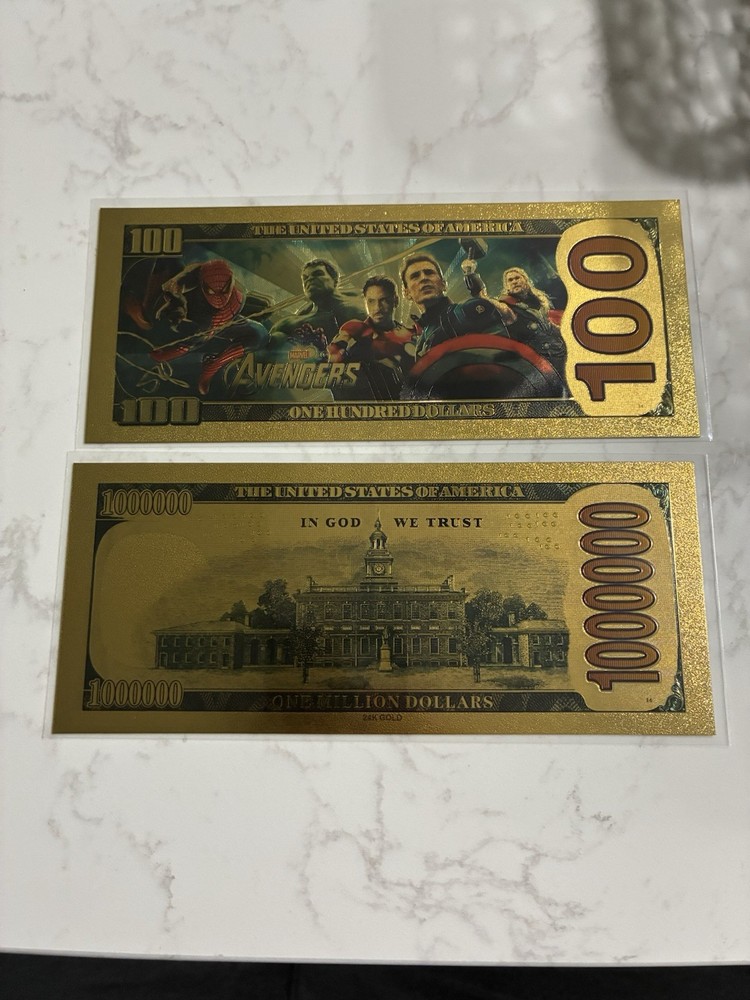 THE UNITED STATES OF AMERICA
100
100
MARVEL
AVENGERS
100
ONE HUNDRED DOLLARS
THE UNITED STATES OF AMERICA
1000000
IN GOD WE TRUST
1000000
1000000
ONE MILLION DOLLARS
24K GOLD